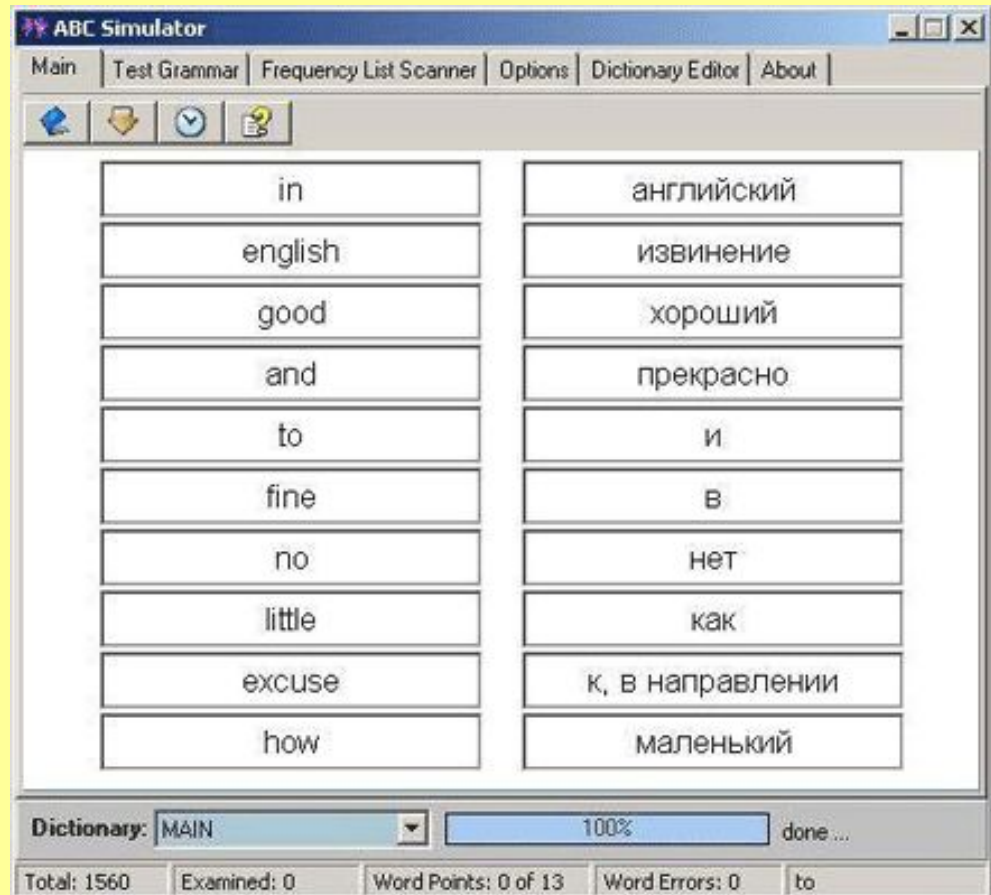 ABC Simulator
Main Test Grammar Frequency List Scanner Options Dictionary Editor About
in английский
english извинение
good хороший
and прекрасно
to и
fine в
no нет
little как
excuse к, в направлении
how маленький
Dictionary: MAIN 100% done ...
Total: 1560 Examined: 0 Word Points: 0 of 13 Word Errors: 0 to